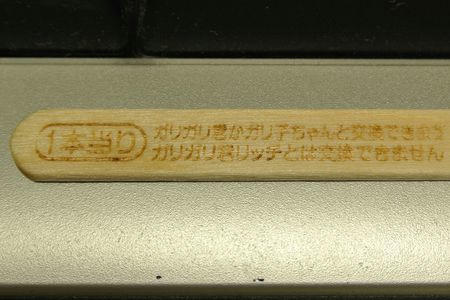 1本当り
ガリガリ君かガリ子ちゃんと交換できます
ガリガリ君リッチとは交換できません